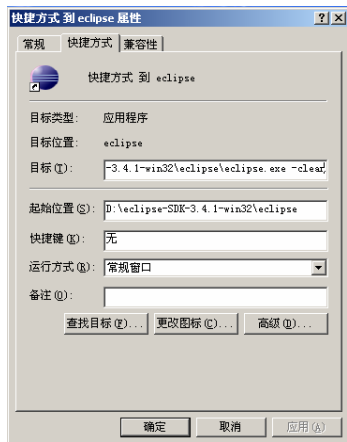 快捷方式 到 eclipse 属性
常规 快捷方式 兼容性
快捷方式 到 eclipse
目标类型: 应用程序
目标位置: eclipse
目标(T): -3.4.1-win32\eclipse\eclipse.exe -clear
起始位置(S): D:\eclipse-SDK-3.4.1-win32\eclipse
快捷键(K): 无
运行方式(R): 常规窗口
备注(O):
查找目标(F)... 更改图标(C)... 高级(D)...
确定 取消 应用(A)